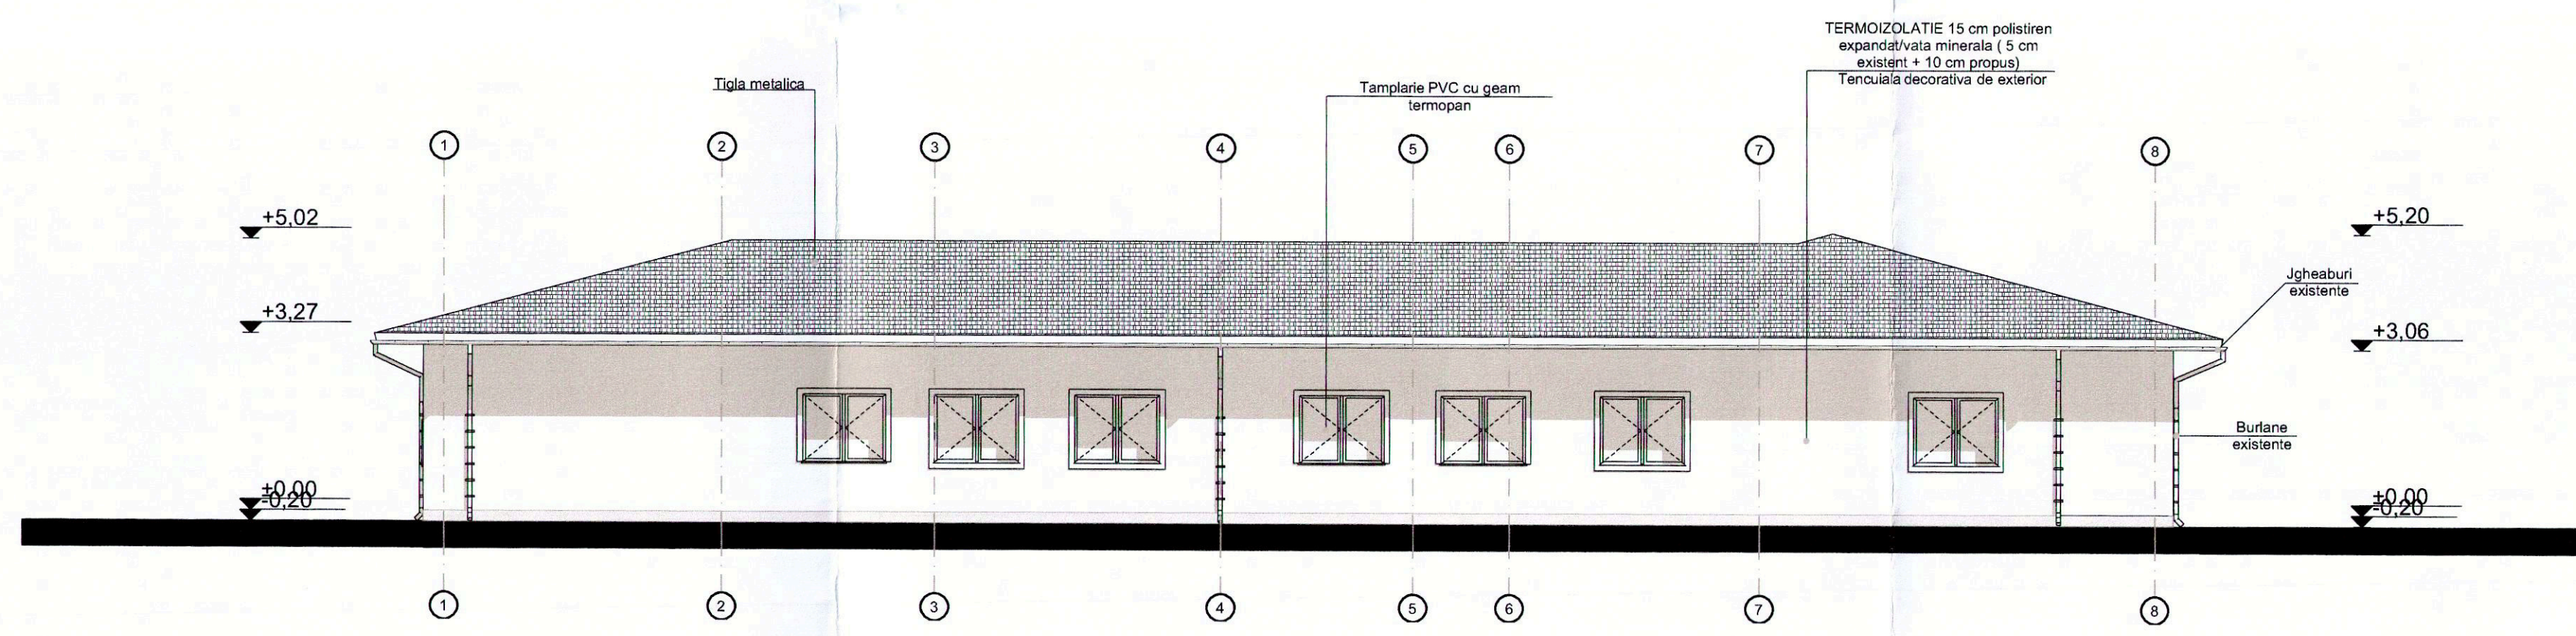 TERMOIZOLATIE 15 cm polistiren
expandat/vata minerala ( 5 cm
existent + 10 cm propus)
Tencuiala decorativa de exterior
Tigla metalica
Tamplarie PVC cu geam
termopan
1 2 3 4 5 6 7 8
+5,02
+5,20
Jgheaburi
existente
+3,27
+3,06
Burlane
existente
±0,00
-0,20
±0,00
-0,20
1 2 3 4 5 6 7 8